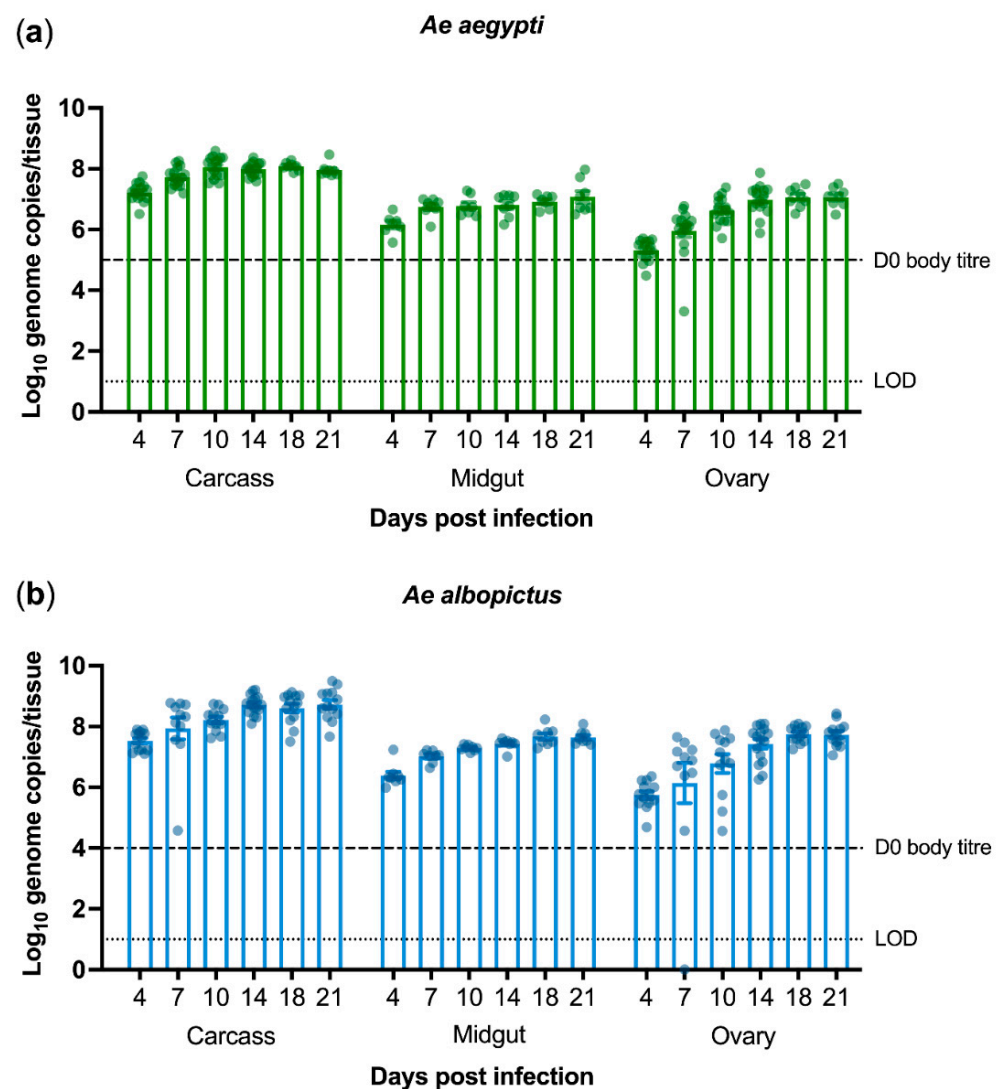 (a)
Ae aegypti
Log10 genome copies/tissue
10
8
6
4
2
0
D0 body titre
LOD
4 7 10 14 18 21 4 7 10 14 18 21 4 7 10 14 18 21
Carcass Midgut Ovary
Days post infection
(b)
Ae albopictus
Log10 genome copies/tissue
10
8
6
4
2
0
D0 body titre
LOD
4 7 10 14 18 21 4 7 10 14 18 21 4 7 10 14 18 21
Carcass Midgut Ovary
Days post infection